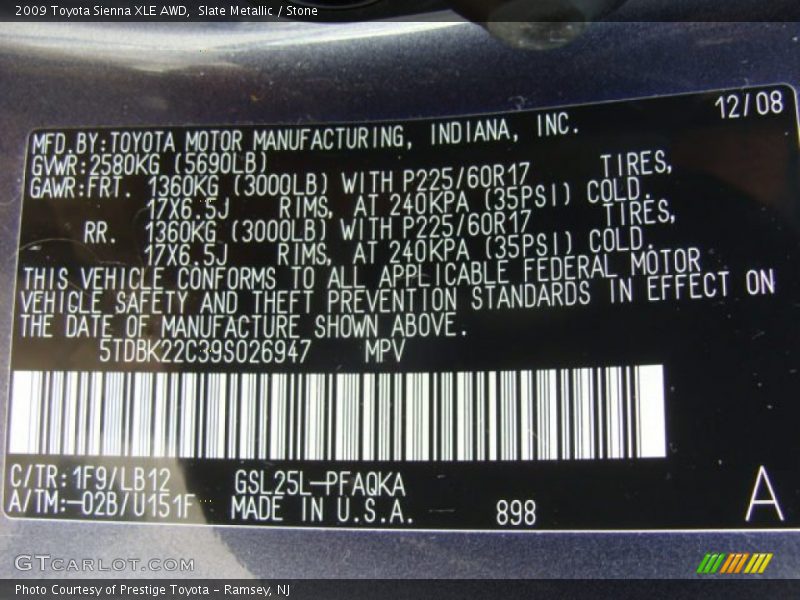 2009 Toyota Sienna XLE AWD,  Slate Metallic / Stone
12/08
MFD.BY:TOYOTA MOTOR MANUFACTURING, INDIANA, INC.
GVWR:2580KG (5690LB)
GAWR:FRT. 1360KG (3000LB) WITH P225/60R17 TIRES,
17X6.5J RIMS, AT 240KPA (35PSI) COLD.
RR. 1360KG (3000LB) WITH P225/60R17 TIRES,
17X6.5J RIMS, AT 240KPA (35PSI) COLD.
THIS VEHICLE CONFORMS TO ALL APPLICABLE FEDERAL MOTOR
VEHICLE SAFETY AND THEFT PREVENTION STANDARDS IN EFFECT ON
THE DATE OF MANUFACTURE SHOWN ABOVE.
5TDBK22C39S026947 MPV
C/TR:1F9/LB12 GSL25L-PFAQKA
A/TM:-02B/U151F MADE IN U.S.A. 898 A
GTCARLOT.COM
Photo Courtesy of Prestige Toyota - Ramsey, NJ